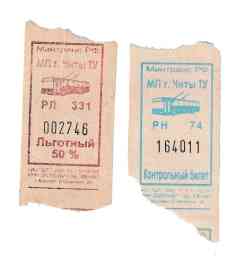 Минтранс РФ
МП г. Читы ТУ
РЛ 331
002746
Льготный
50 %
Минтранс РФ
МП г. Читы ТУ
РН 74
164011
Контрольный билет